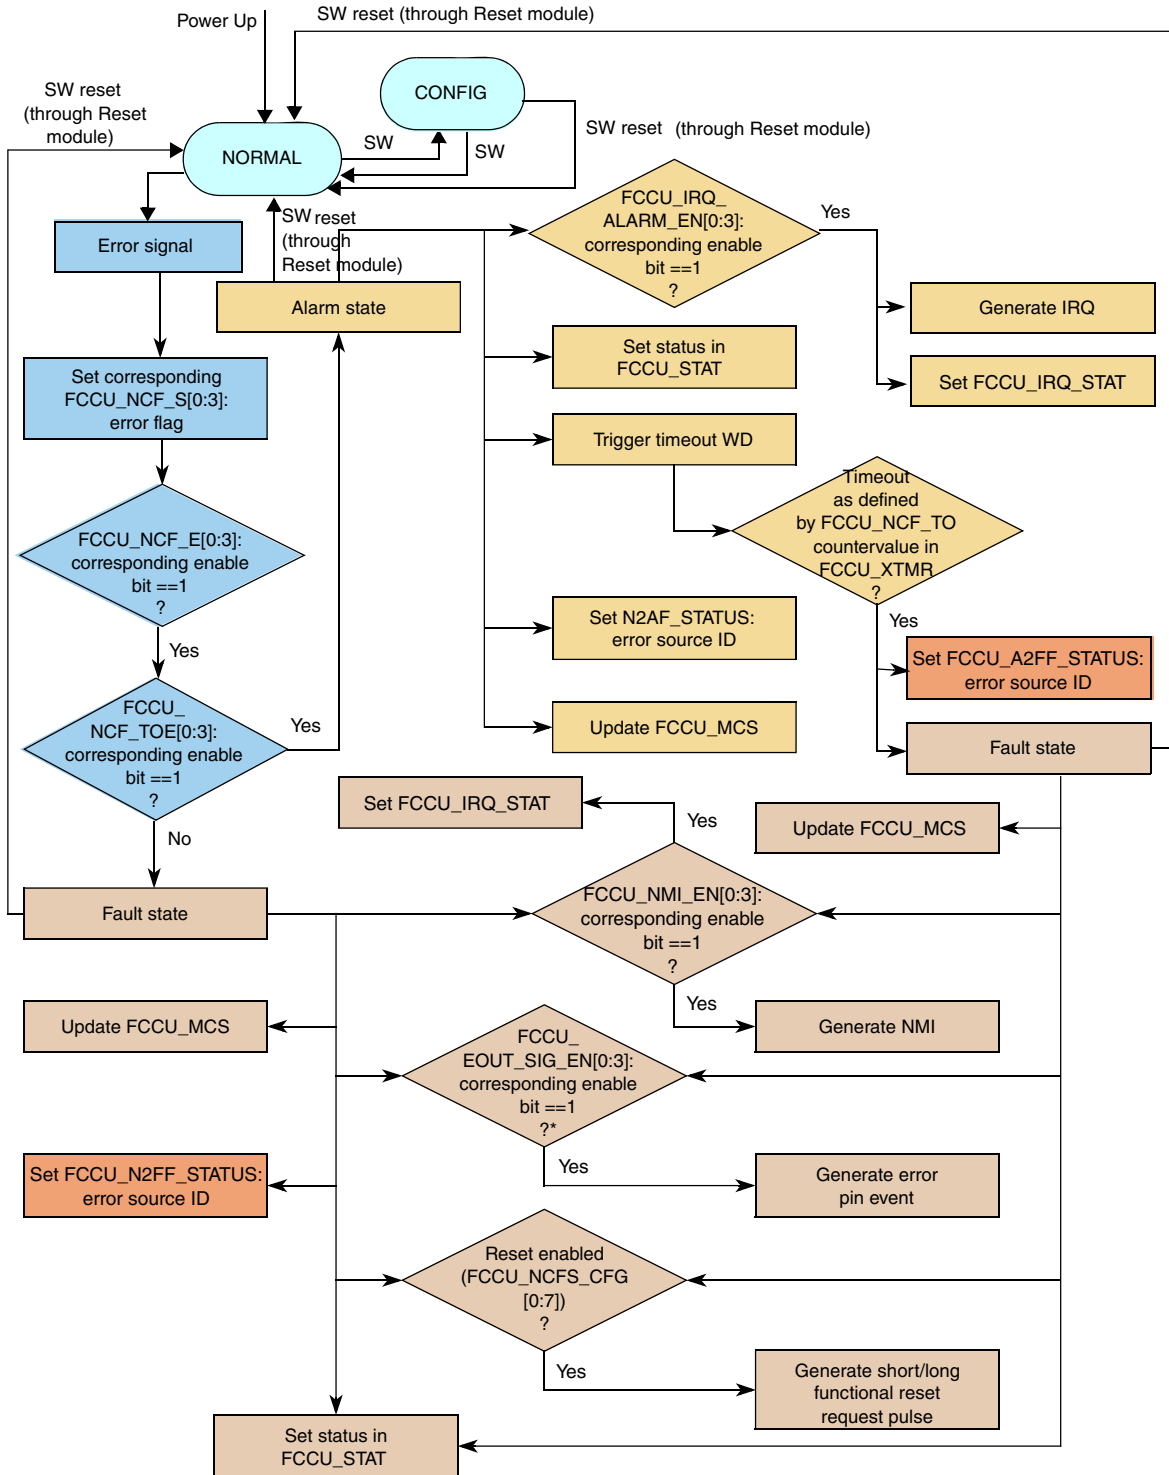 Power Up
SW reset (through Reset module)
SW reset
(through Reset
module)
CONFIG
SW reset (through Reset module)
NORMAL
SW
SW
SW reset
(through
Reset module)
Error signal
Alarm state
FCCU_IRQ_
ALARM_EN[0:3]:
corresponding enable
bit ==1
?
Yes
Generate IRQ
Set FCCU_IRQ_STAT
Set status in
FCCU_STAT
Set corresponding
FCCU_NCF_S[0:3]:
error flag
Trigger timeout WD
Timeout
as defined
by FCCU_NCF_TO
countervalue in
FCCU_XTMR
?
Yes
FCCU_NCF_E[0:3]:
corresponding enable
bit ==1
?
Yes
Set N2AF_STATUS:
error source ID
Set FCCU_A2FF_STATUS:
error source ID
FCCU_
NCF_TOE[0:3]:
corresponding enable
bit ==1
?
Yes
No
Update FCCU_MCS
Fault state
Set FCCU_IRQ_STAT
Yes
Update FCCU_MCS
Fault state
FCCU_NMI_EN[0:3]:
corresponding enable
bit ==1
?
Yes
Generate NMI
Update FCCU_MCS
FCCU_
EOUT_SIG_EN[0:3]:
corresponding enable
bit ==1
?*
Yes
Generate error
pin event
Set FCCU_N2FF_STATUS:
error source ID
Reset enabled
(FCCU_NCFS_CFG
[0:7])
?
Yes
Generate short/long
functional reset
request pulse
Set status in
FCCU_STAT